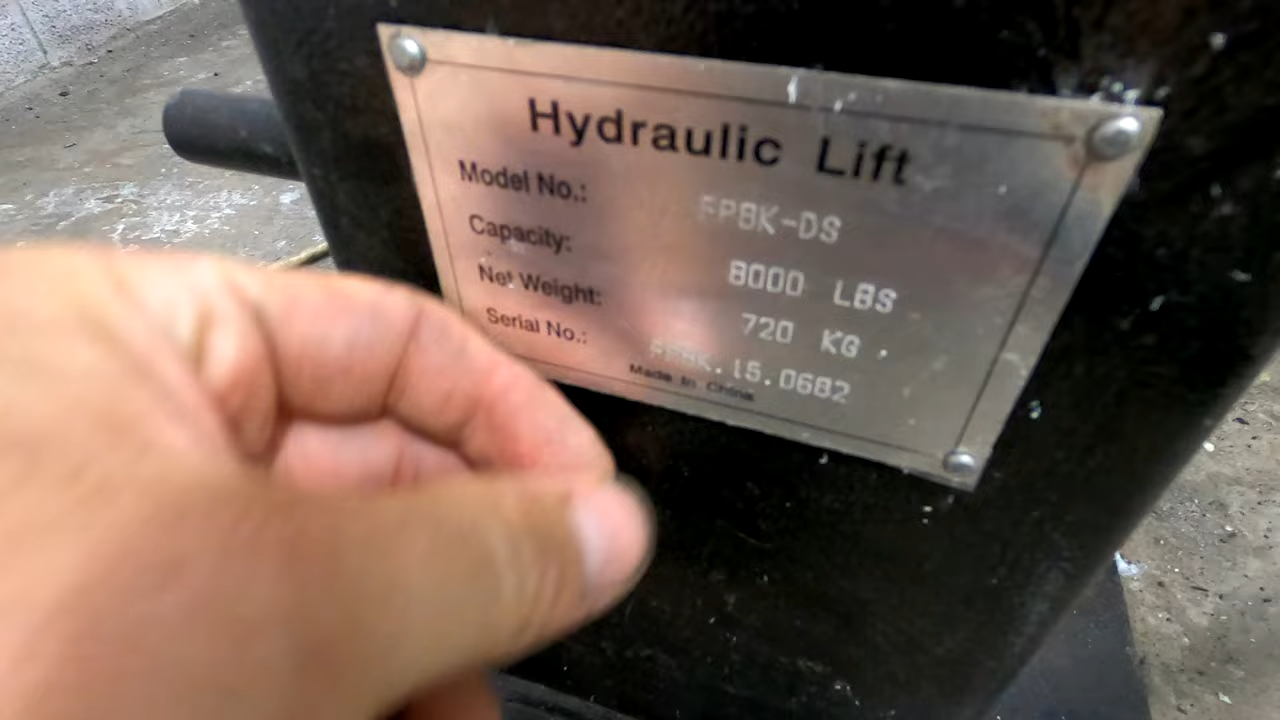 Hydraulic Lift
Model No.: FP8K-DS
Capacity: 8000 LBS
Net Weight: 720 KG
Serial No.: FP8K.15.0682
Made In China